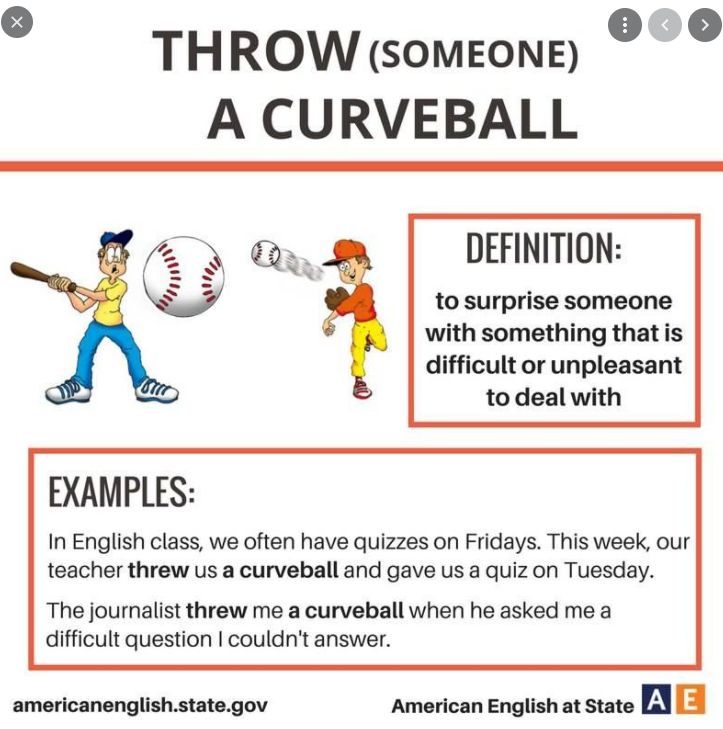 THROW (SOMEONE)
A CURVEBALL
DEFINITION:
to surprise someone
with something that is
difficult or unpleasant
to deal with
EXAMPLES:
In English class, we often have quizzes on Fridays. This week, our
teacher threw us a curveball and gave us a quiz on Tuesday.
The journalist threw me a curveball when he asked me a
difficult question I couldn't answer.
americanenglish.state.gov
American English at State A E